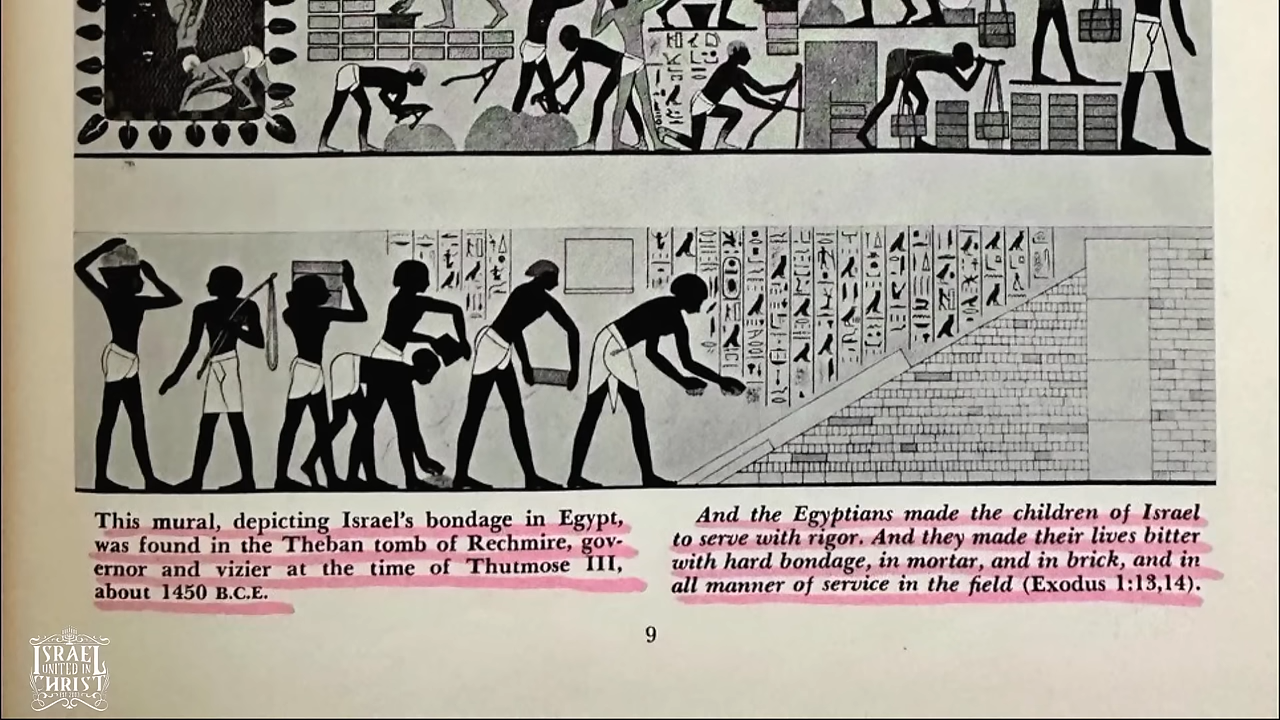 This mural, depicting Israel's bondage in Egypt,
was found in the Theban tomb of Rechmire, gov-
ernor and vizier at the time of Thutmose III,
about 1450 B.C.E.
And the Egyptians made the children of Israel
to serve with rigor. And they made their lives bitter
with hard bondage, in mortar, and in brick, and in
all manner of service in the field (Exodus 1:13,14).
9
ISRAEL
UNITED IN
CHRIST